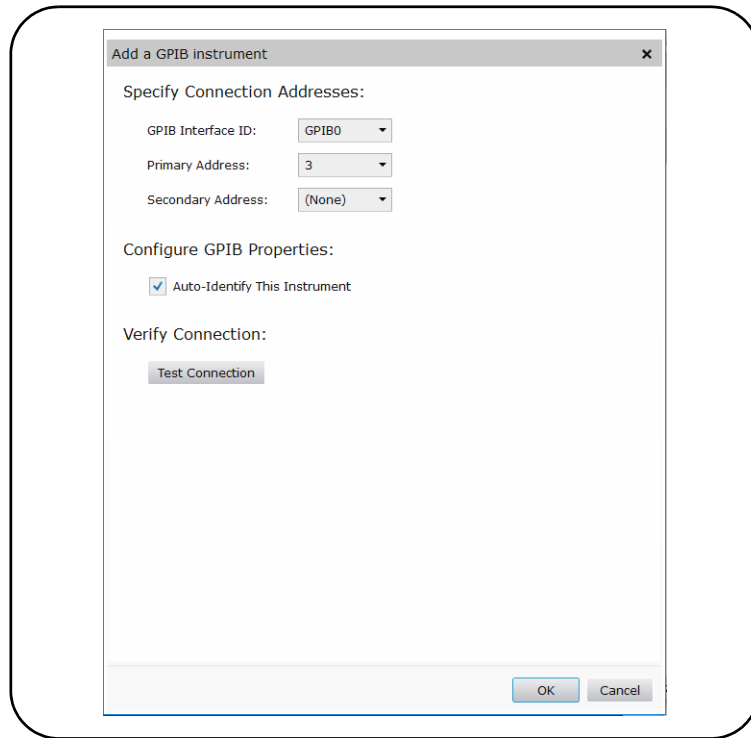 Add a GPIB instrument
Specify Connection Addresses:
GPIB Interface ID: GPIB0
Primary Address: 3
Secondary Address: (None)
Configure GPIB Properties:
Auto-Identify This Instrument
Verify Connection:
Test Connection
OK Cancel